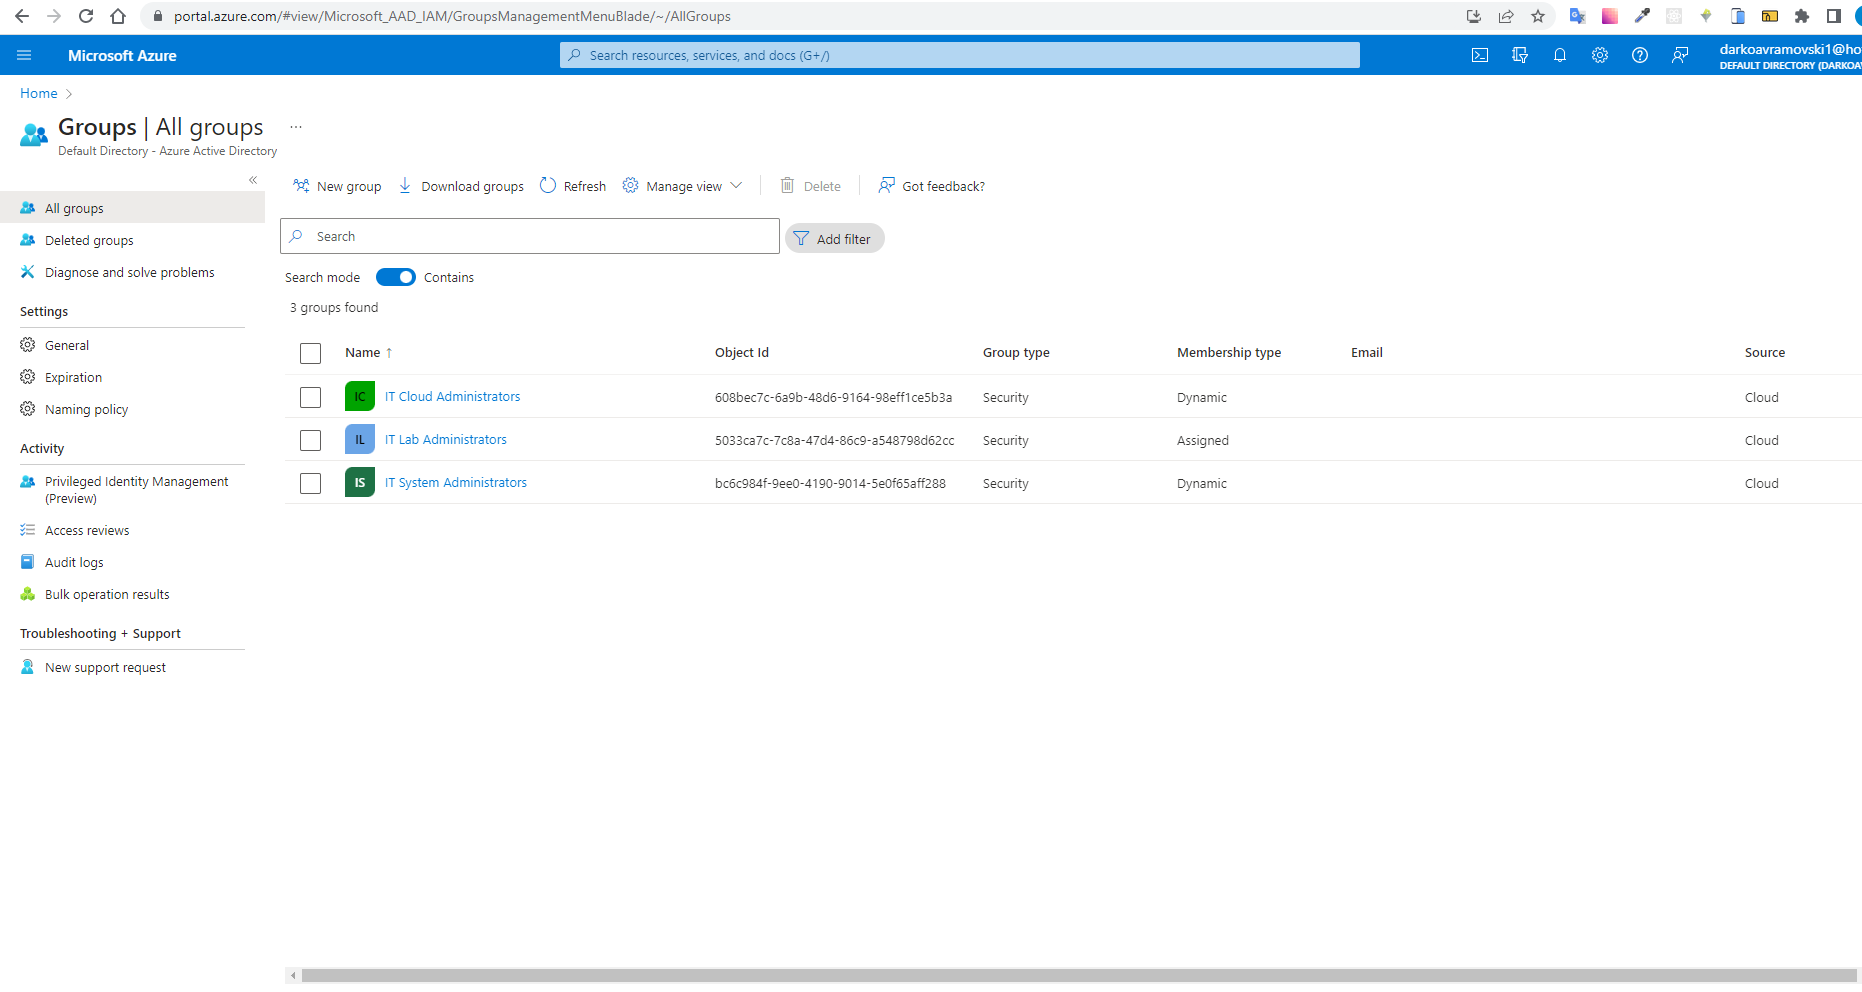 portal.azure.com/#view/Microsoft_AAD_IAM/GroupsManagementMenuBlade/~/AllGroups
Microsoft Azure
Search resources, services, and docs (G+/)
darkoavramovski1@ho
DEFAULT DIRECTORY (DARKOA
Home
Groups | All groups
Default Directory - Azure Active Directory
All groups
Deleted groups
Diagnose and solve problems
Settings
General
Expiration
Naming policy
Activity
Privileged Identity Management
(Preview)
Access reviews
Audit logs
Bulk operation results
Troubleshooting + Support
New support request
New group Download groups Refresh Manage view Delete Got feedback?
Search
Add filter
Search mode Contains
3 groups found
Name ↑ Object Id Group type Membership type Email Source
IC IT Cloud Administrators 608bec7c-6a9b-48d6-9164-98eff1ce5b3a Security Dynamic Cloud
IL IT Lab Administrators 5033ca7c-7c8a-47d4-86c9-a548798d62cc Security Assigned Cloud
IS IT System Administrators bc6c984f-9ee0-4190-9014-5e0f65aff288 Security Dynamic Cloud